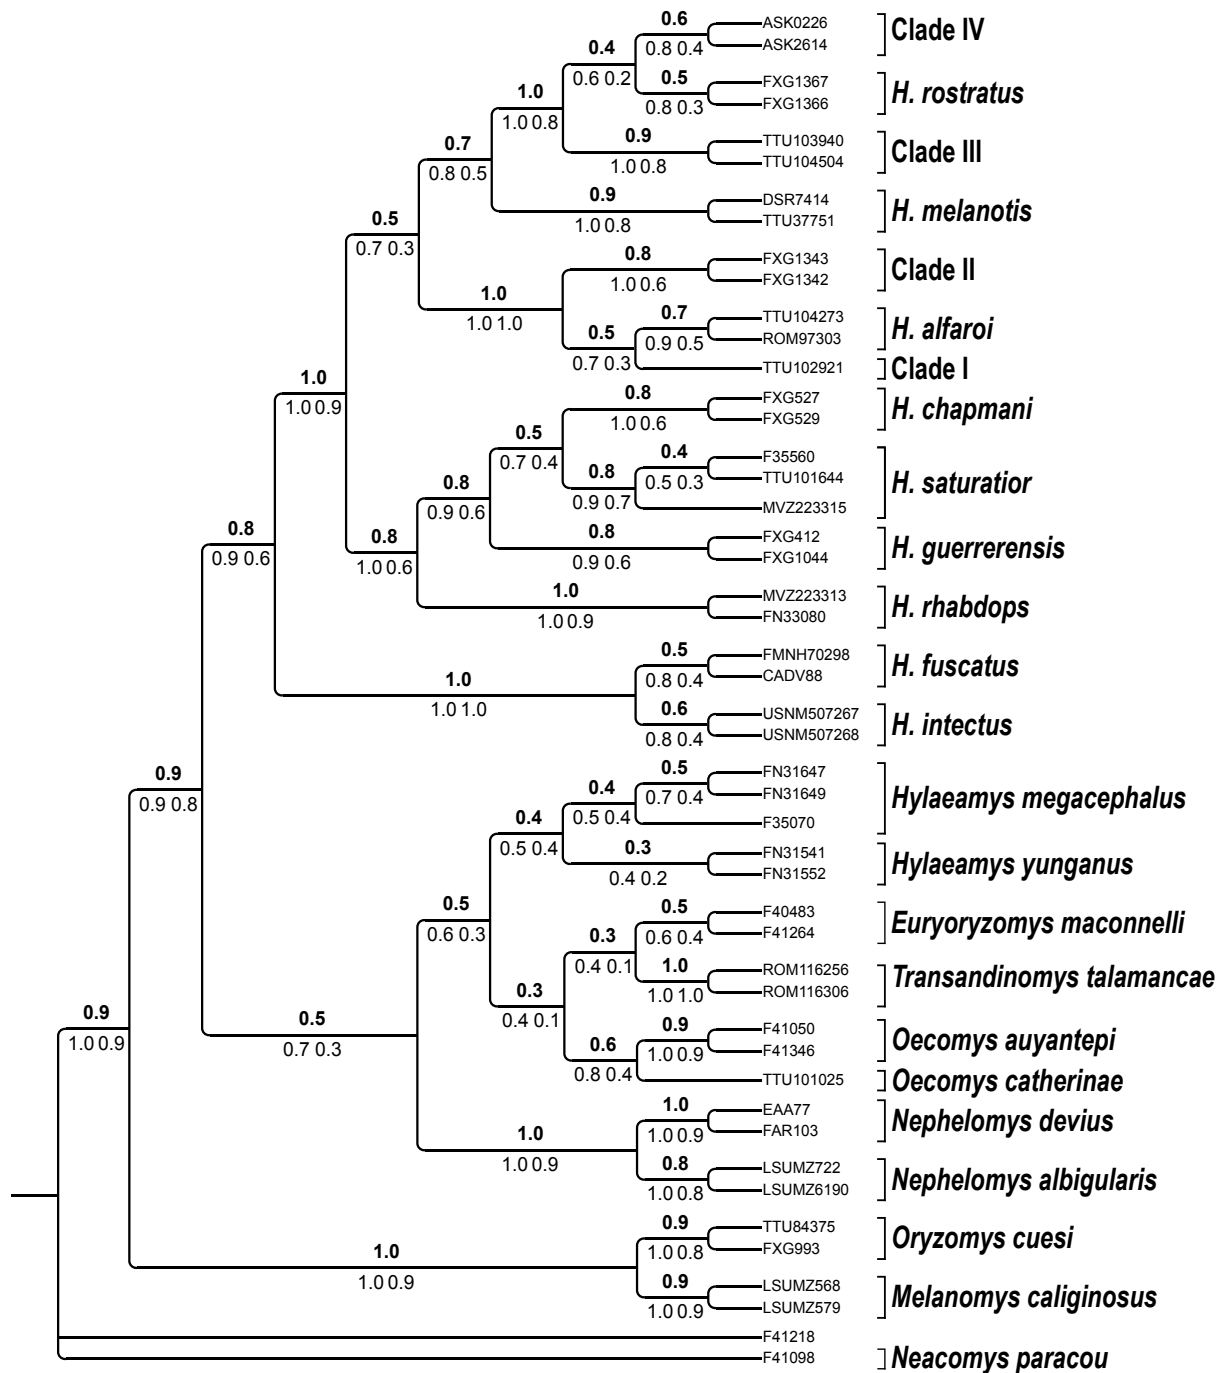 0.6
ASK0226
Clade IV
0.8 0.4
ASK2614
0.4
0.6 0.2
0.5
FXG1367
H. rostratus
0.8 0.3
FXG1366
1.0
1.0 0.8
0.9
TTU103940
Clade III
1.0 0.8
TTU104504
0.7
0.8 0.5
0.9
DSR7414
H. melanotis
1.0 0.8
TTU37751
0.5
0.7 0.3
0.8
FXG1343
Clade II
1.0 0.6
FXG1342
1.0
1.0 1.0
0.7
TTU104273
H. alfaroi
0.9 0.5
ROM97303
0.5
0.7 0.3
TTU102921
Clade I
1.0
1.0 0.9
0.8
FXG527
H. chapmani
1.0 0.6
FXG529
0.5
0.7 0.4
0.4
F35560
H. saturatior
0.5 0.3
TTU101644
0.8
0.9 0.7
MVZ223315
0.8
0.9 0.6
0.8
FXG412
H. guerrerensis
0.9 0.6
FXG1044
0.8
1.0 0.6
1.0
MVZ223313
H. rhabdops
1.0 0.9
FN33080
0.8
0.9 0.6
0.5
FMNH70298
H. fuscatus
0.8 0.4
CADV88
1.0
1.0 1.0
0.6
USNM507267
H. intectus
0.8 0.4
USNM507268
0.9
0.9 0.8
0.5
FN31647
Hylaeamys megacephalus
0.7 0.4
FN31649
0.4
0.5 0.4
F35070
0.4
0.5 0.4
0.3
FN31541
Hylaeamys yunganus
0.4 0.2
FN31552
0.5
0.6 0.3
0.5
F40483
Euryoryzomys maconnelli
0.6 0.4
F41264
0.3
0.4 0.1
1.0
ROM116256
Transandinomys talamancae
1.0 1.0
ROM116306
0.3
0.4 0.1
0.9
F41050
Oecomys auyantepi
1.0 0.9
F41346
0.6
0.8 0.4
TTU101025
Oecomys catherinae
0.5
0.7 0.3
0.9
1.0 0.9
1.0
EAA77
Nephelomys devius
1.0 0.9
FAR103
1.0
1.0 0.9
0.8
LSUMZ722
Nephelomys albigularis
1.0 0.8
LSUMZ6190
0.9
TTU84375
Oryzomys cuesi
1.0 0.8
FXG993
1.0
1.0 0.9
0.9
LSUMZ568
Melanomys caliginosus
1.0 0.9
LSUMZ579
F41218
F41098
Neacomys paracou